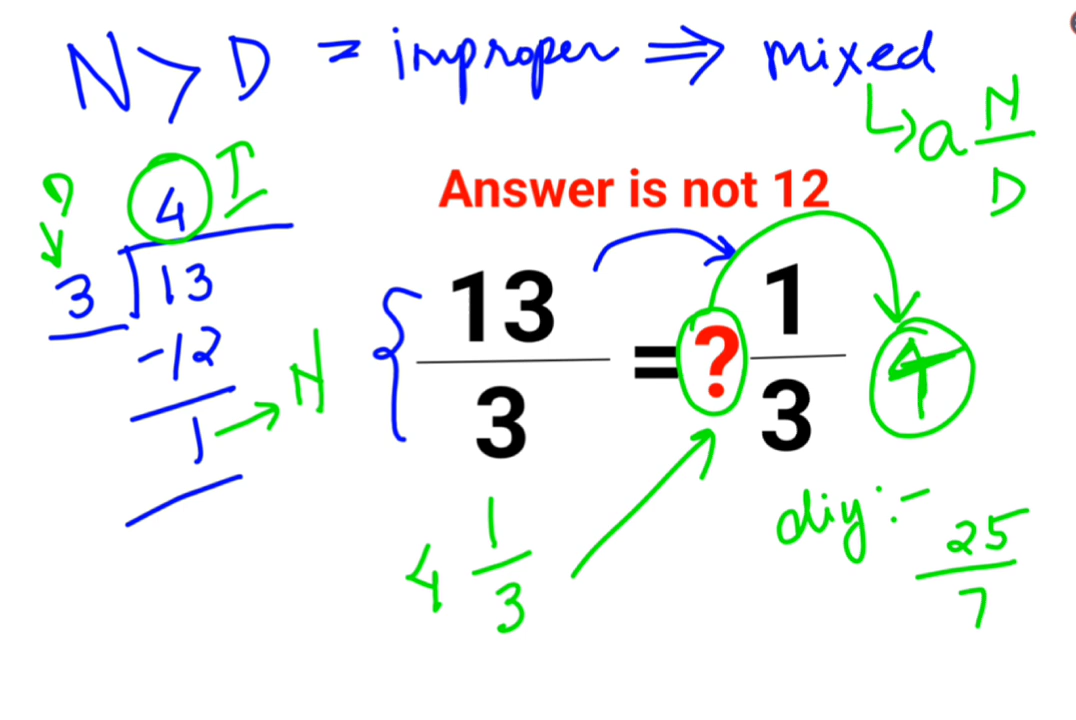 N > D = improper ⇒ mixed
↳ a N/D
Answer is not 12
D
4 I
3 13
-12
1 → N
13/3 = ? 1/3
4
4 1/3
diy :- 25/7